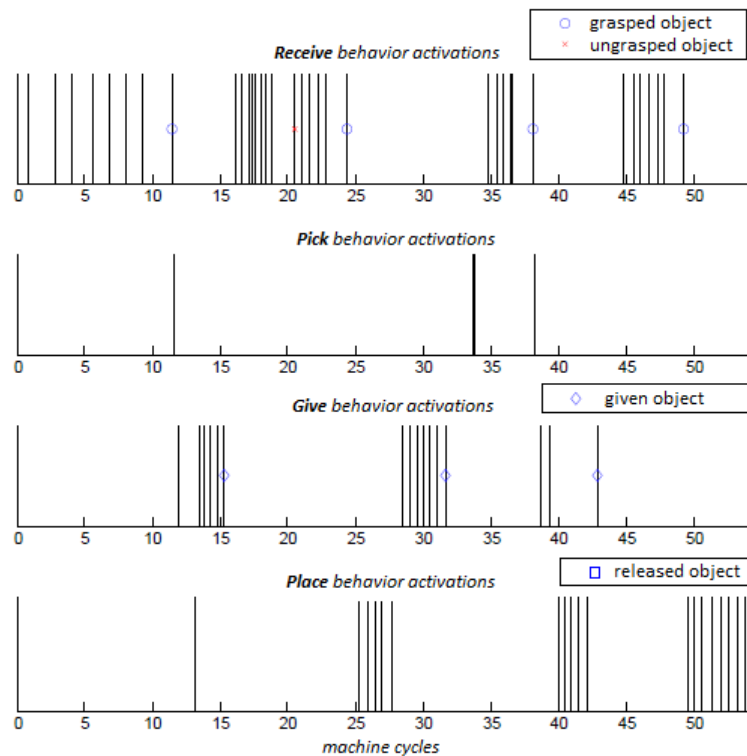 grasped object
ungrasped object
Receive behavior activations
0 5 10 15 20 25 30 35 40 45 50
Pick behavior activations
0 5 10 15 20 25 30 35 40 45 50
given object
Give behavior activations
0 5 10 15 20 25 30 35 40 45 50
released object
Place behavior activations
0 5 10 15 20 25 30 35 40 45 50
machine cycles